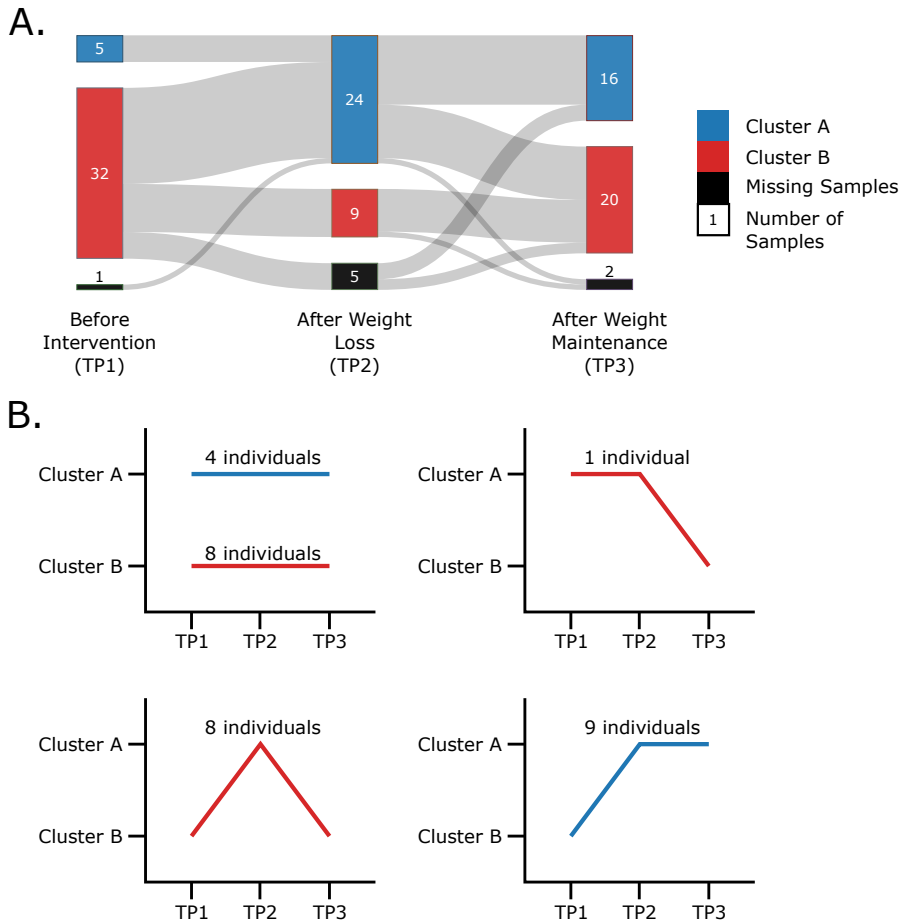 A.
5
24
16
32
9
20
1
5
2
Cluster A
Cluster B
Missing Samples
1
Number of
Samples
Before
Intervention
(TP1)
After Weight
Loss
(TP2)
After Weight
Maintenance
(TP3)
B.
4 individuals
Cluster A
8 individuals
Cluster B
TP1 TP2 TP3
1 individual
Cluster A
Cluster B
TP1 TP2 TP3
8 individuals
Cluster A
Cluster B
TP1 TP2 TP3
9 individuals
Cluster A
Cluster B
TP1 TP2 TP3